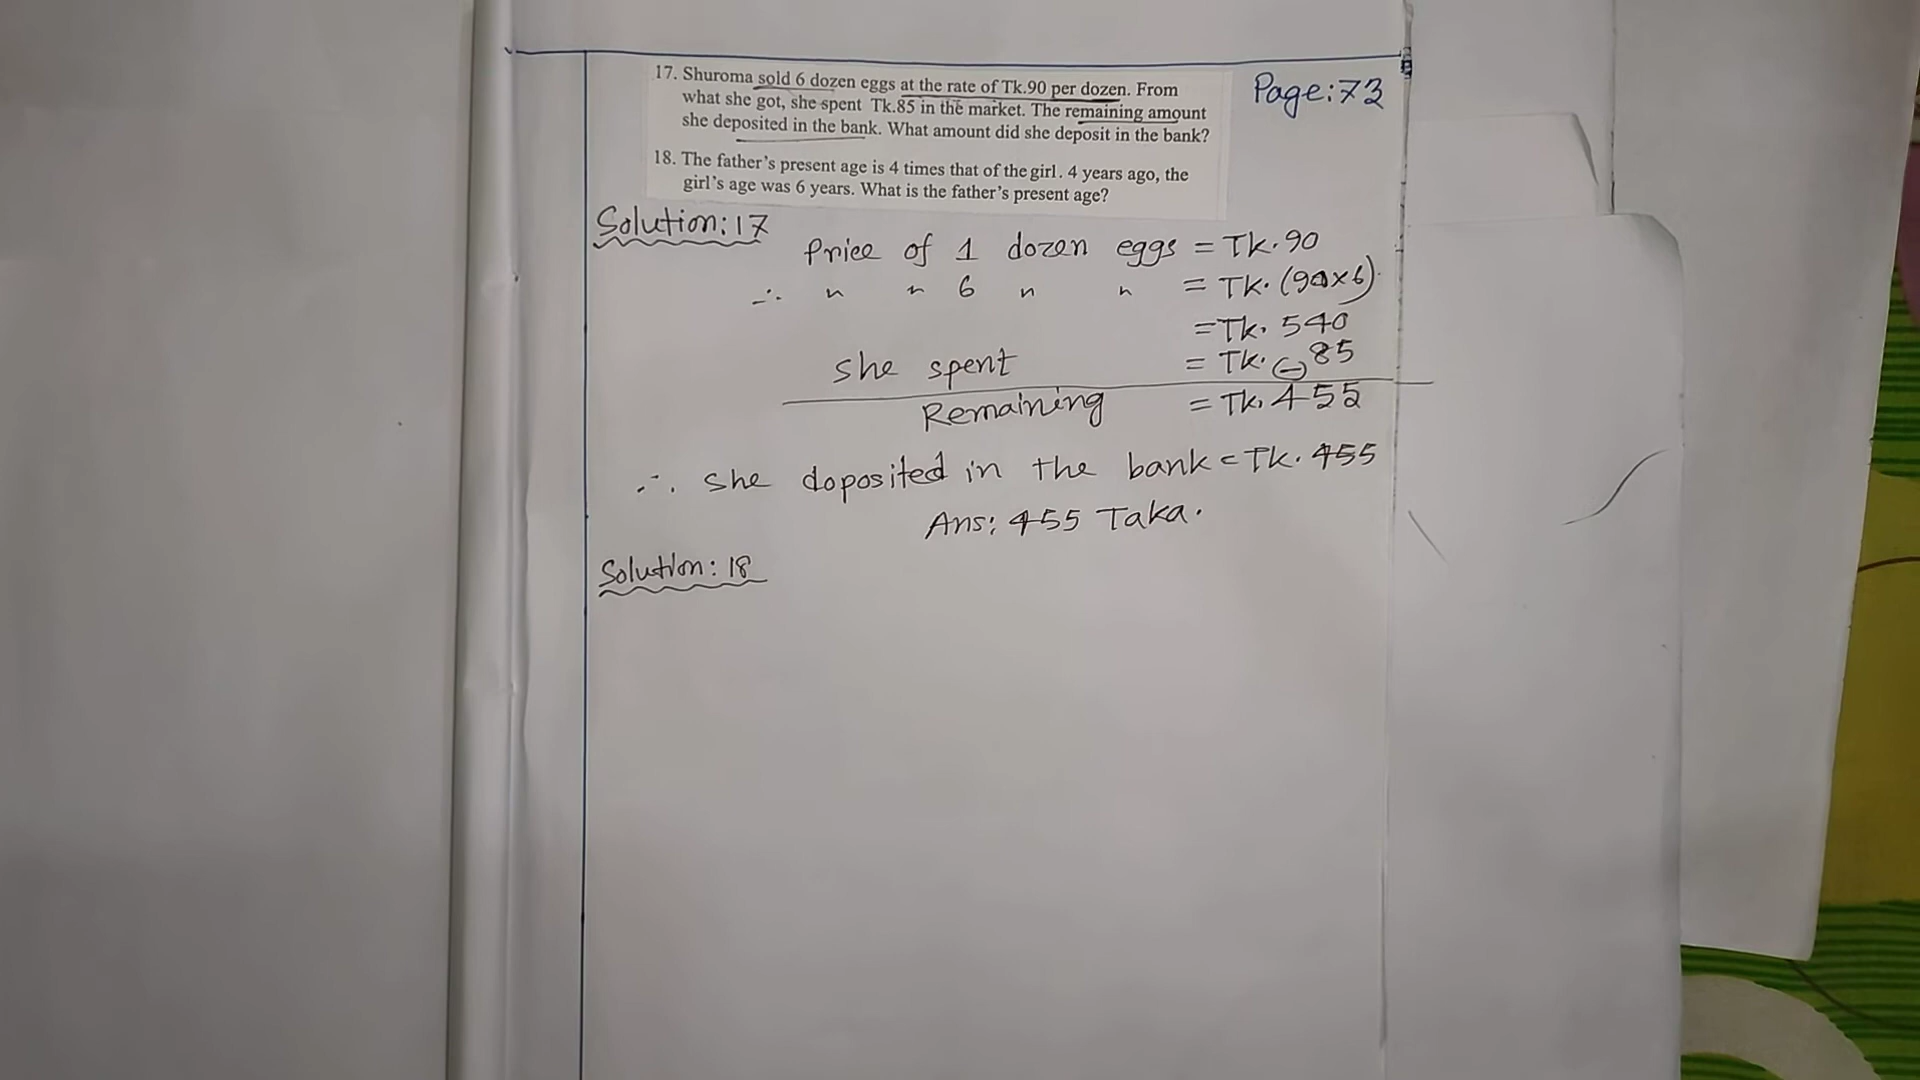 17. Shuroma sold 6 dozen eggs at the rate of Tk.90 per dozen. From
what she got, she spent Tk.85 in the market. The remaining amount
she deposited in the bank. What amount did she deposit in the bank?
18. The father's present age is 4 times that of the girl. 4 years ago, the
girl's age was 6 years. What is the father's present age?
Page:73
Solution:17
Price of 1 dozen eggs = Tk.90
∴ " " 6 " " = Tk. (90×6)
=Tk. 540
She spent = Tk. (-) 85
Remaining = Tk. 455
∴ She doposited in the bank = Tk. 455
Ans: 455 Taka.
Solution: 18